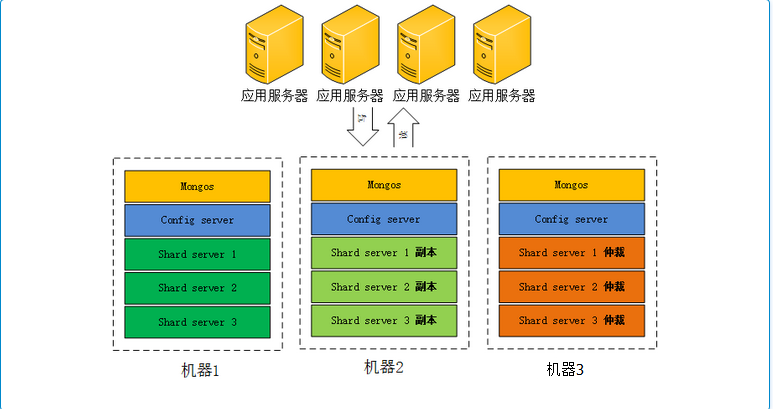 应用服务器 应用服务器 应用服务器 应用服务器
Mongos
Config server
Shard server 1
Shard server 2
Shard server 3
机器1
Mongos
Config server
Shard server 1 副本
Shard server 2 副本
Shard server 3 副本
机器2
Mongos
Config server
Shard server 1 仲裁
Shard server 2 仲裁
Shard server 3 仲裁
机器3